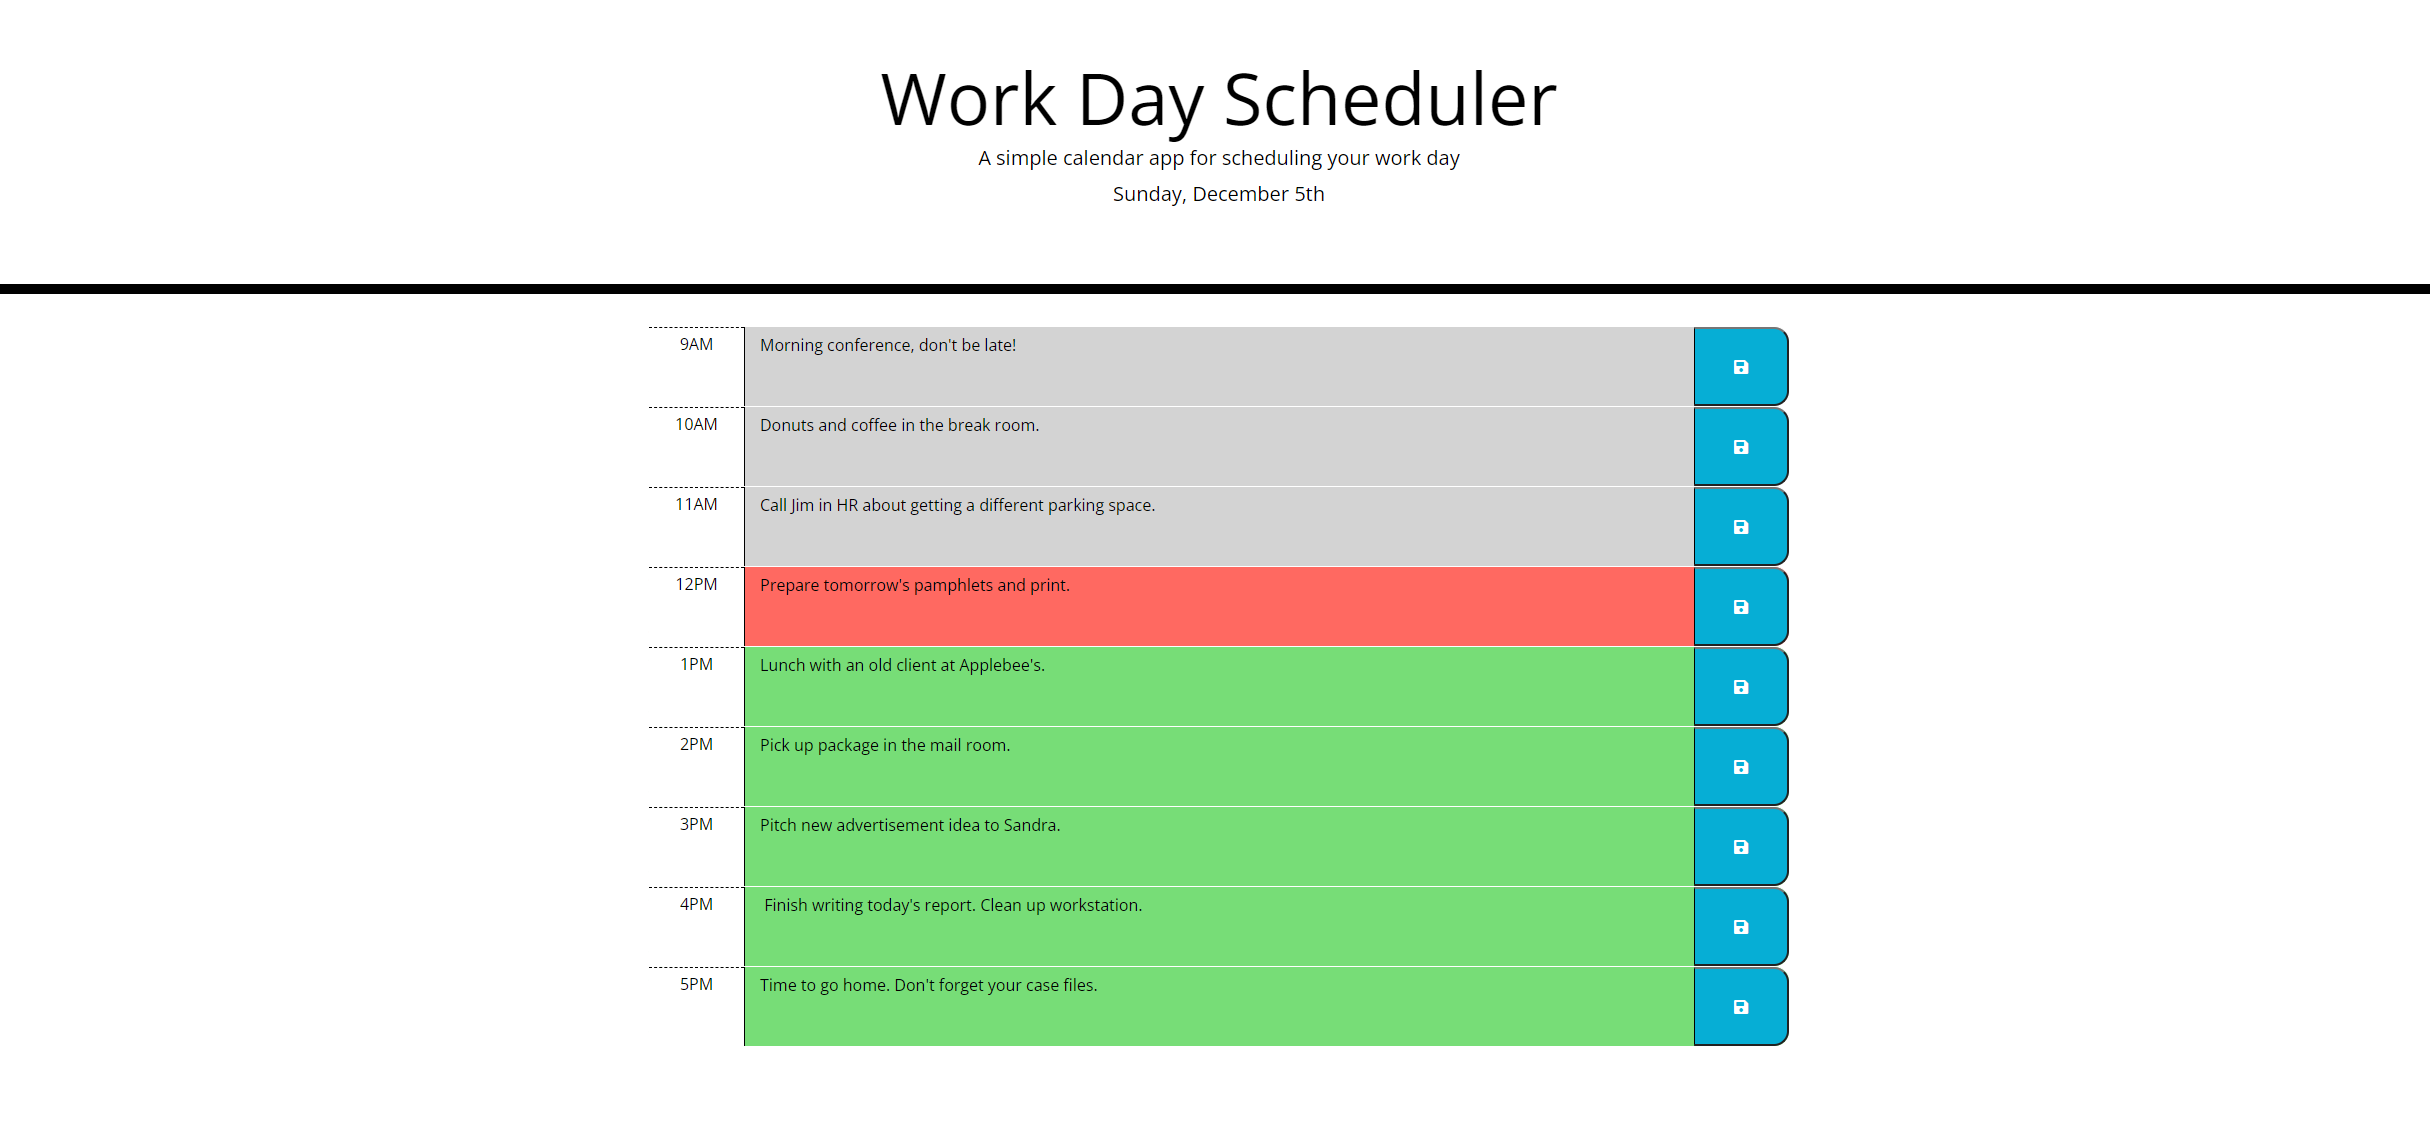 Work Day Scheduler
A simple calendar app for scheduling your work day
Sunday, December 5th
9AM Morning conference, don't be late!
10AM Donuts and coffee in the break room.
11AM Call Jim in HR about getting a different parking space.
12PM Prepare tomorrow's pamphlets and print.
1PM Lunch with an old client at Applebee's.
2PM Pick up package in the mail room.
3PM Pitch new advertisement idea to Sandra.
4PM Finish writing today's report. Clean up workstation.
5PM Time to go home. Don't forget your case files.